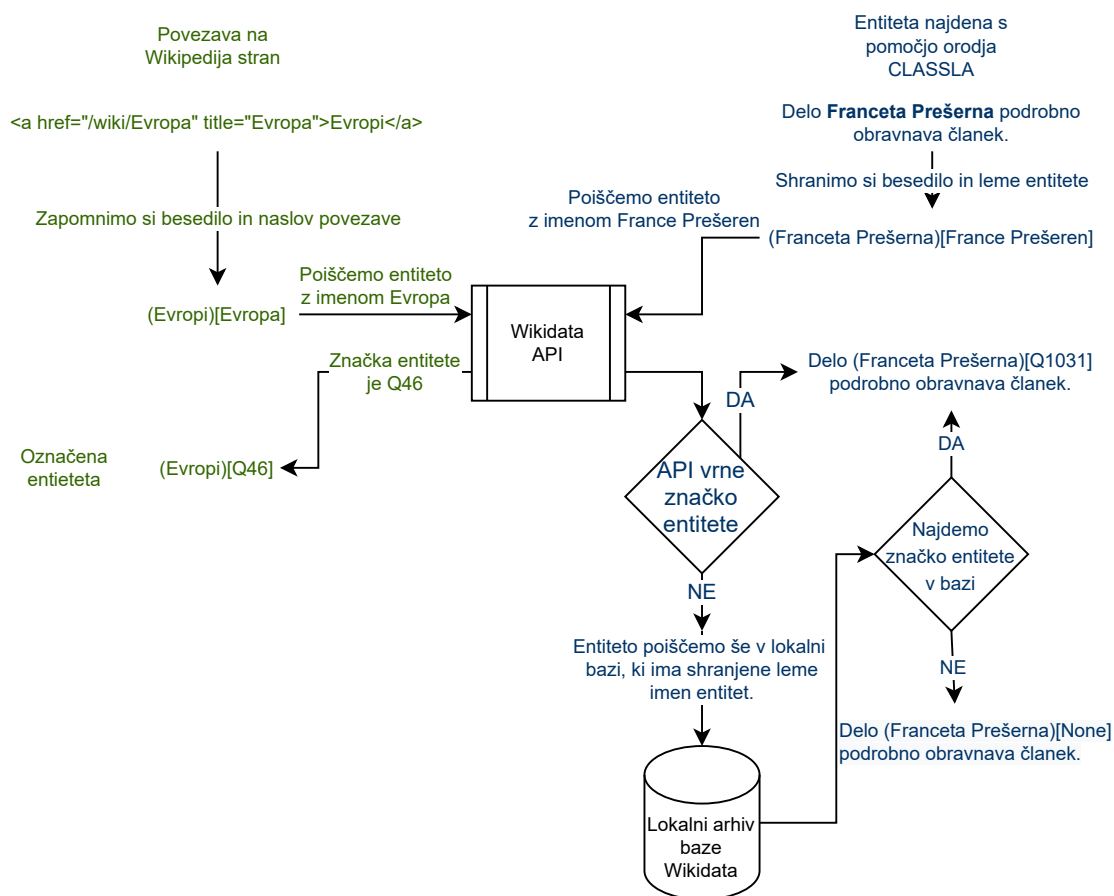 Povezava na
Wikipedija stran
<a href="/wiki/Evropa" title="Evropa">Evropi</a>
Zapomnimo si besedilo in naslov povezave
(Evropi)[Evropa]
Poiščemo entiteto
z imenom Evropa
Wikidata
API
Značka entitete
je Q46
Označena
entieteta
(Evropi)[Q46]
Entiteta najdena s
pomočjo orodja
CLASSLA
Delo Franceta Prešerna podrobno
obravnava članek.
Shranimo si besedilo in leme entitete
(Franceta Prešerna)[France Prešeren]
Poiščemo entiteto
z imenom France Prešeren
API vrne
značko
entitete
DA
Delo (Franceta Prešerna)[Q1031]
podrobno obravnava članek.
NE
Entiteto poiščemo še v lokalni
bazi, ki ima shranjene leme
imen entitet.
Lokalni arhiv
baze
Wikidata
Najdemo
značko entitete
v bazi
DA
NE
Delo (Franceta Prešerna)[None]
podrobno obravnava članek.